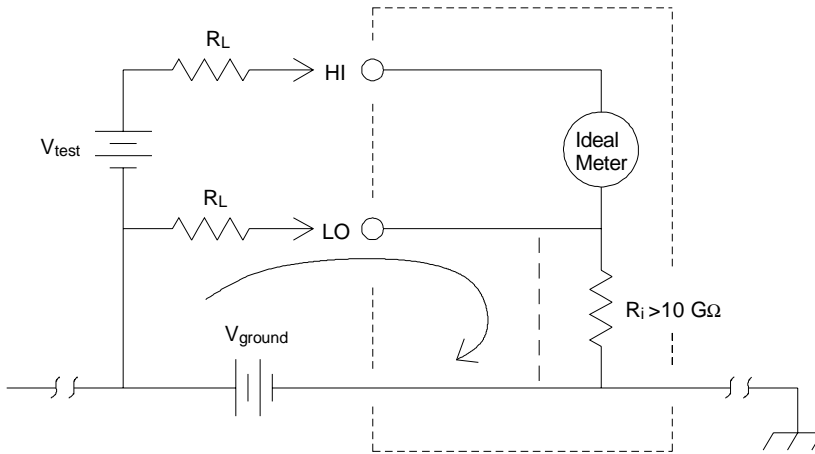 RL
HI
Ideal
Meter
Vtest
RL
LO
Ri >10 GΩ
Vground